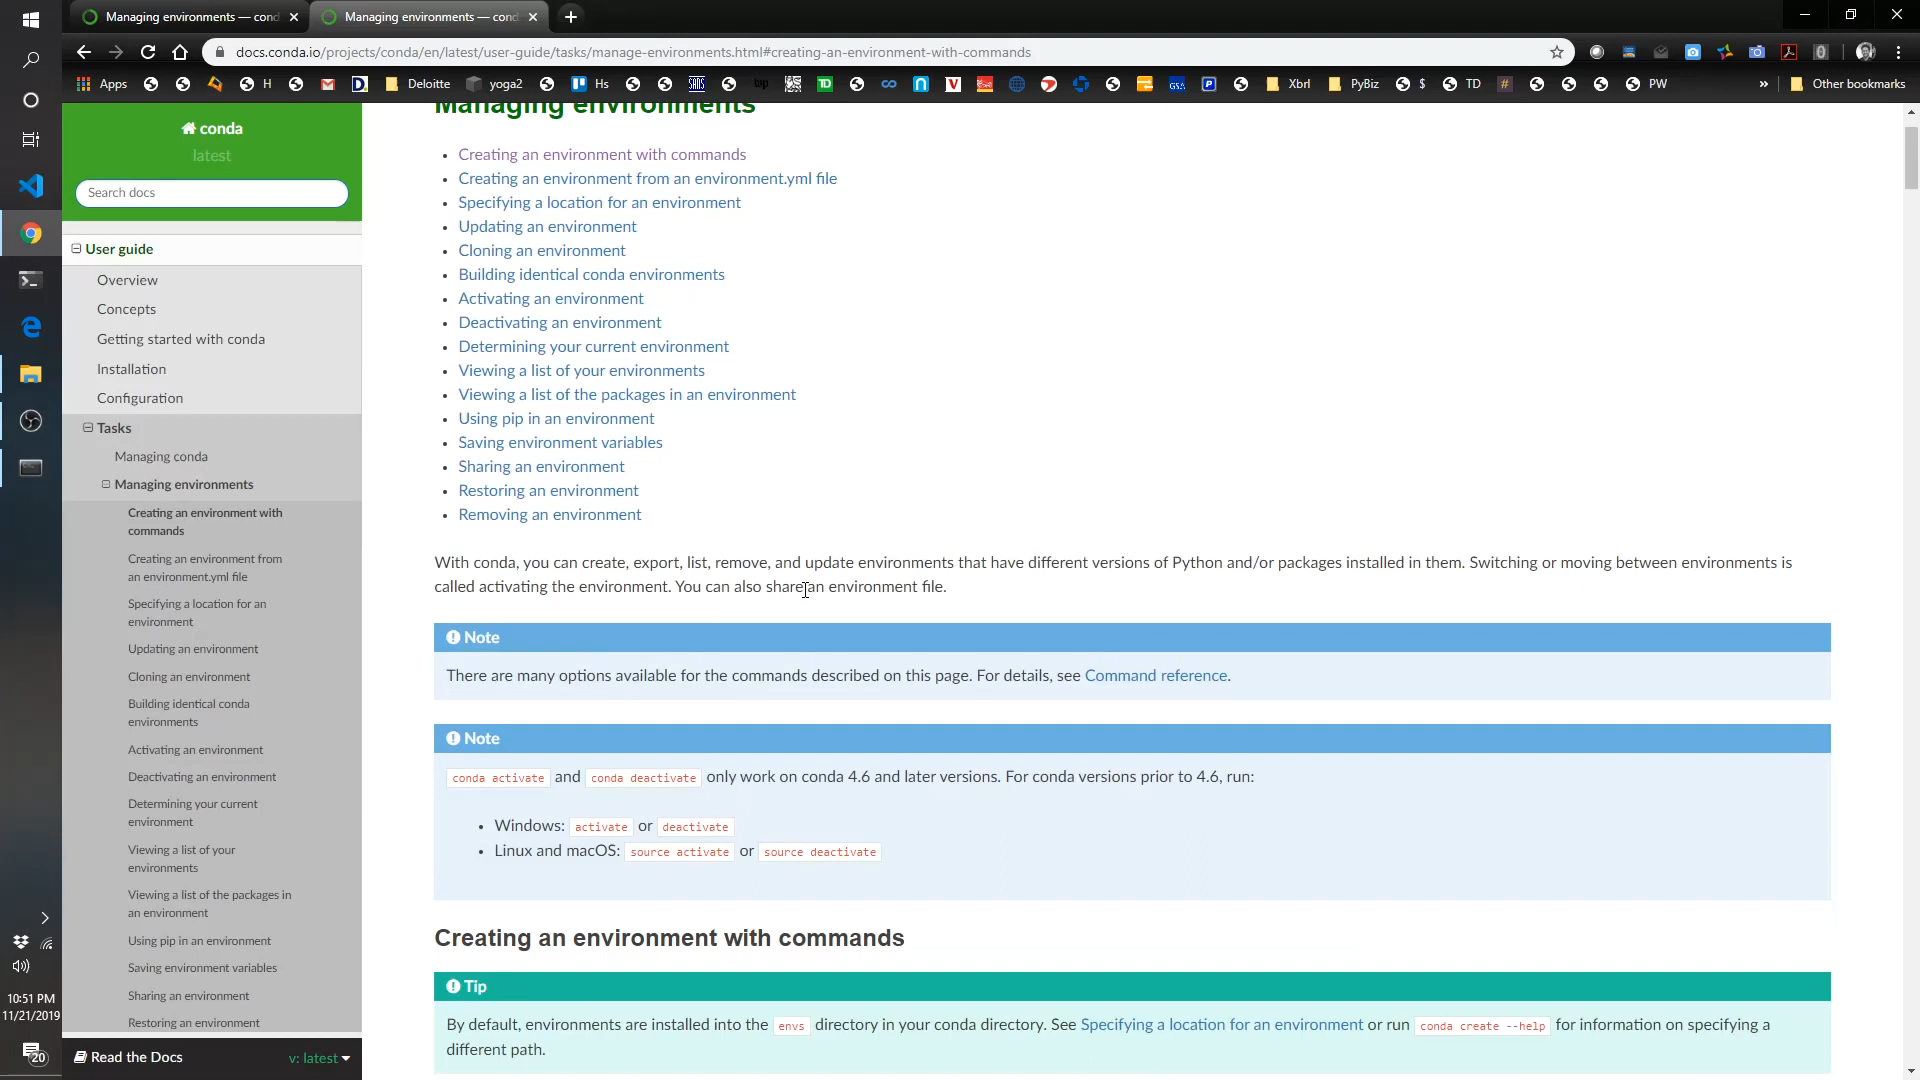 Managing environments — cond
Managing environments — cond
docs.conda.io/projects/conda/en/latest/user-guide/tasks/manage-environments.html#creating-an-environment-with-commands
Apps
H
Deloitte
yoga2
Hs
TD
Xbrl
PyBiz
$
TD
#
PW
»
Other bookmarks
conda
latest
Search docs
User guide
Overview
Concepts
Getting started with conda
Installation
Configuration
Tasks
Managing conda
Managing environments
Creating an environment with
commands
Creating an environment from
an environment.yml file
Specifying a location for an
environment
Updating an environment
Cloning an environment
Building identical conda
environments
Activating an environment
Deactivating an environment
Determining your current
environment
Viewing a list of your
environments
Viewing a list of the packages in
an environment
Using pip in an environment
Saving environment variables
Sharing an environment
Restoring an environment
Read the Docs
v: latest
Managing environments
Creating an environment with commands
Creating an environment from an environment.yml file
Specifying a location for an environment
Updating an environment
Cloning an environment
Building identical conda environments
Activating an environment
Deactivating an environment
Determining your current environment
Viewing a list of your environments
Viewing a list of the packages in an environment
Using pip in an environment
Saving environment variables
Sharing an environment
Restoring an environment
Removing an environment
With conda, you can create, export, list, remove, and update environments that have different versions of Python and/or packages installed in them. Switching or moving between environments is
called activating the environment. You can also share an environment file.
Note
There are many options available for the commands described on this page. For details, see Command reference.
Note
conda activate and conda deactivate only work on conda 4.6 and later versions. For conda versions prior to 4.6, run:
Windows: activate or deactivate
Linux and macOS: source activate or source deactivate
Creating an environment with commands
Tip
By default, environments are installed into the envs directory in your conda directory. See Specifying a location for an environment or run conda create --help for information on specifying a
different path.
10:51 PM
11/21/2019
20